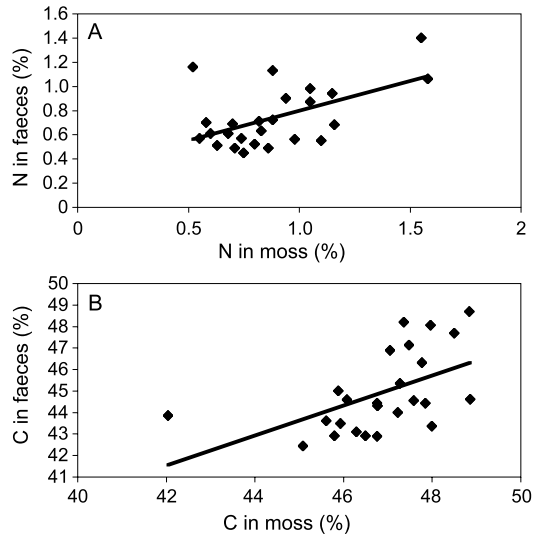 A
1.6
1.4
1.2
1.0
0.8
0.6
0.4
0.2
0
N in faeces (%)
0 0.5 1.0 1.5 2
N in moss (%)
B
50
49
48
47
46
45
44
43
42
41
C in faeces (%)
40 42 44 46 48 50
C in moss (%)